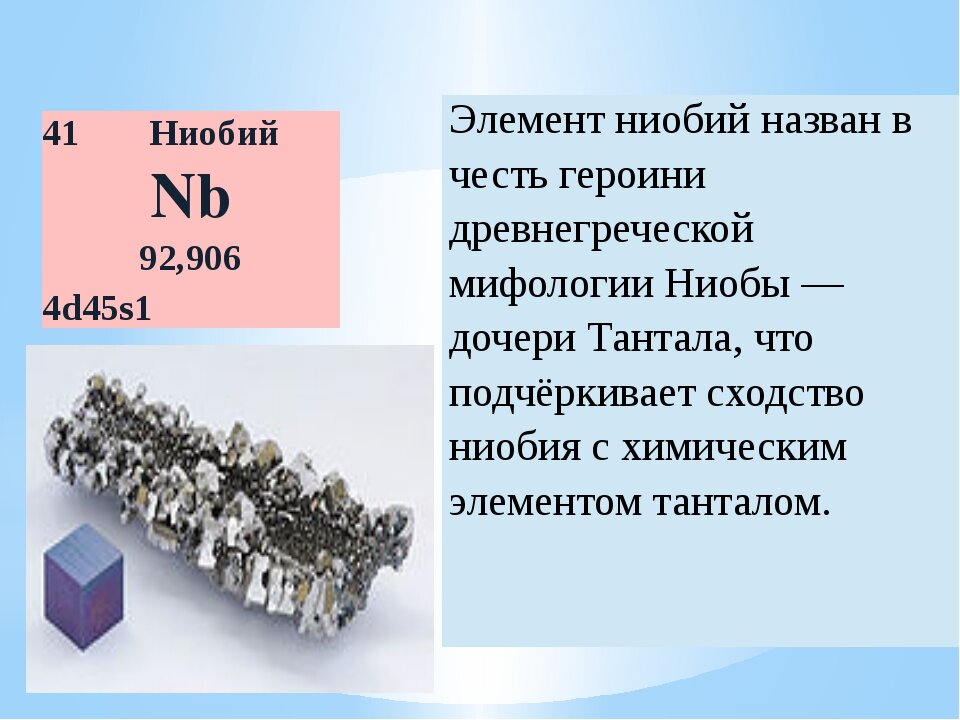 41 Ниобий
Nb
92,906
4d45s1
Элемент ниобий назван в
честь героини
древнегреческой
мифологии Ниобы —
дочери Тантала, что
подчёркивает сходство
ниобия с химическим
элементом танталом.